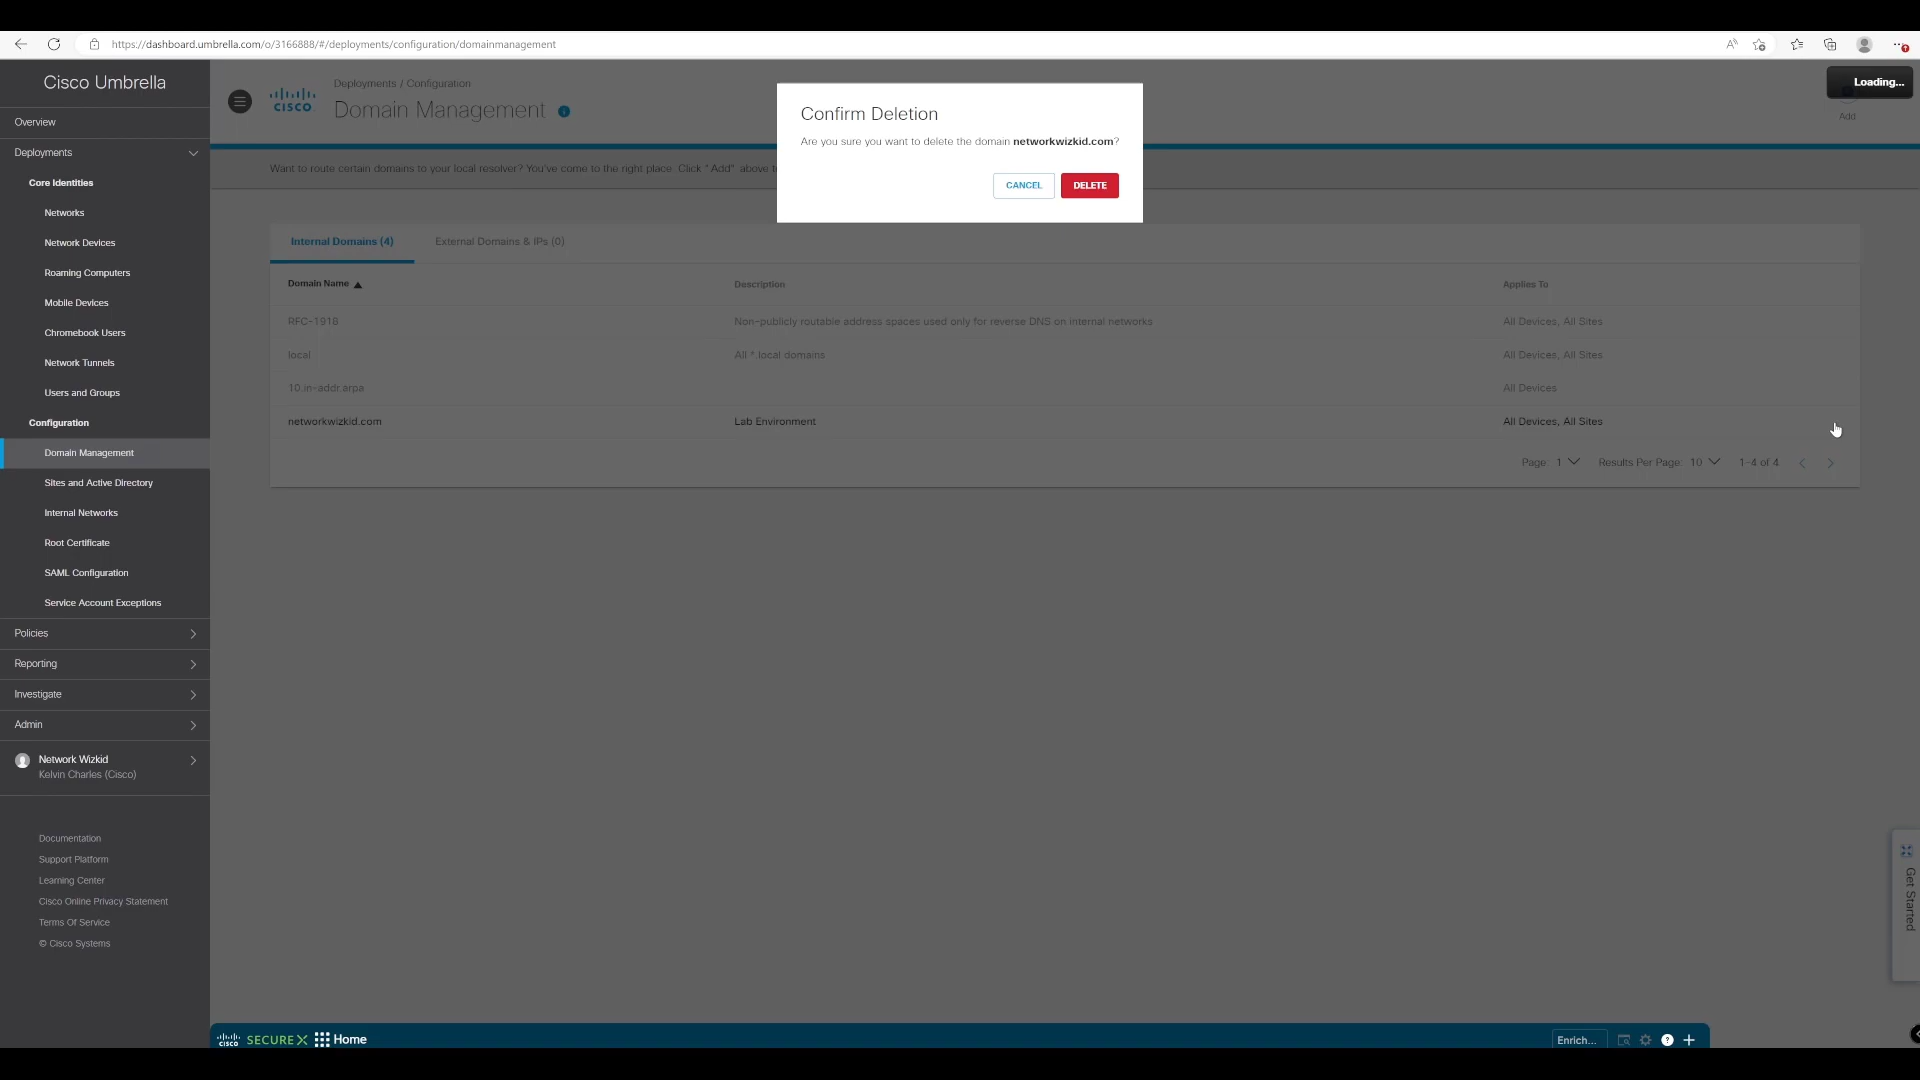 https://dashboard.umbrella.com/o/3166888/#/deployments/configuration/domainmanagement
Cisco Umbrella
Overview
Deployments
Core Identities
Networks
Network Devices
Roaming Computers
Mobile Devices
Chromebook Users
Network Tunnels
Users and Groups
Configuration
Domain Management
Sites and Active Directory
Internal Networks
Root Certificate
SAML Configuration
Service Account Exceptions
Policies
Reporting
Investigate
Admin
Network Wizkid
Kelvin Charles (Cisco)
Documentation
Support Platform
Learning Center
Cisco Online Privacy Statement
Terms Of Service
© Cisco Systems
CISCO
Deployments / Configuration
Domain Management
Loading...
Add
Confirm Deletion
Are you sure you want to delete the domain networkwizkid.com?
CANCEL DELETE
Want to route certain domains to your local resolver? You've come to the right place. Click "Add" above
Internal Domains (4) External Domains & IPs (0)
Domain Name Description Applies To
RFC-1918 Non-publicly routable address spaces used only for reverse DNS on internal networks All Devices, All Sites
local All *.local domains All Devices, All Sites
10.in-addr.arpa All Devices
networkwizkid.com Lab Environment All Devices, All Sites
Page: 1 Results Per Page: 10 1-4 of 4
Get Started
CISCO SECUREX Home Enrich... ?